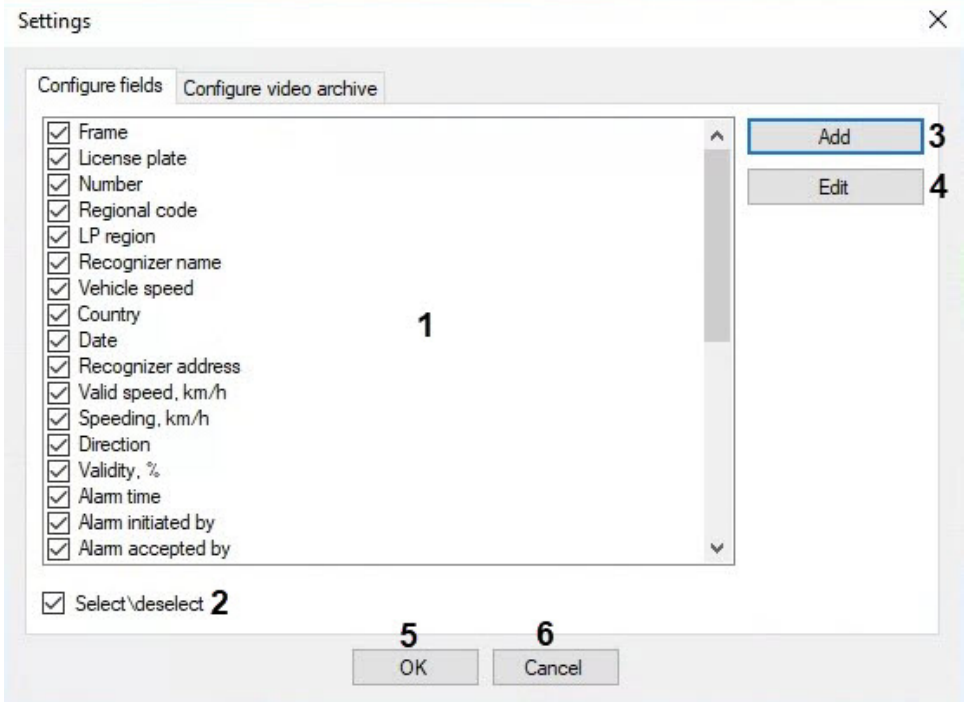 Settings
Configure fields
Configure video archive
Frame
License plate
Number
Regional code
LP region
Recognizer name
Vehicle speed
Country
Date
Recognizer address
Valid speed, km/h
Speeding, km/h
Direction
Validity, %
Alarm time
Alarm initiated by
Alarm accepted by
1
Add 3
Edit 4
Select\deselect 2
5 6
OK Cancel